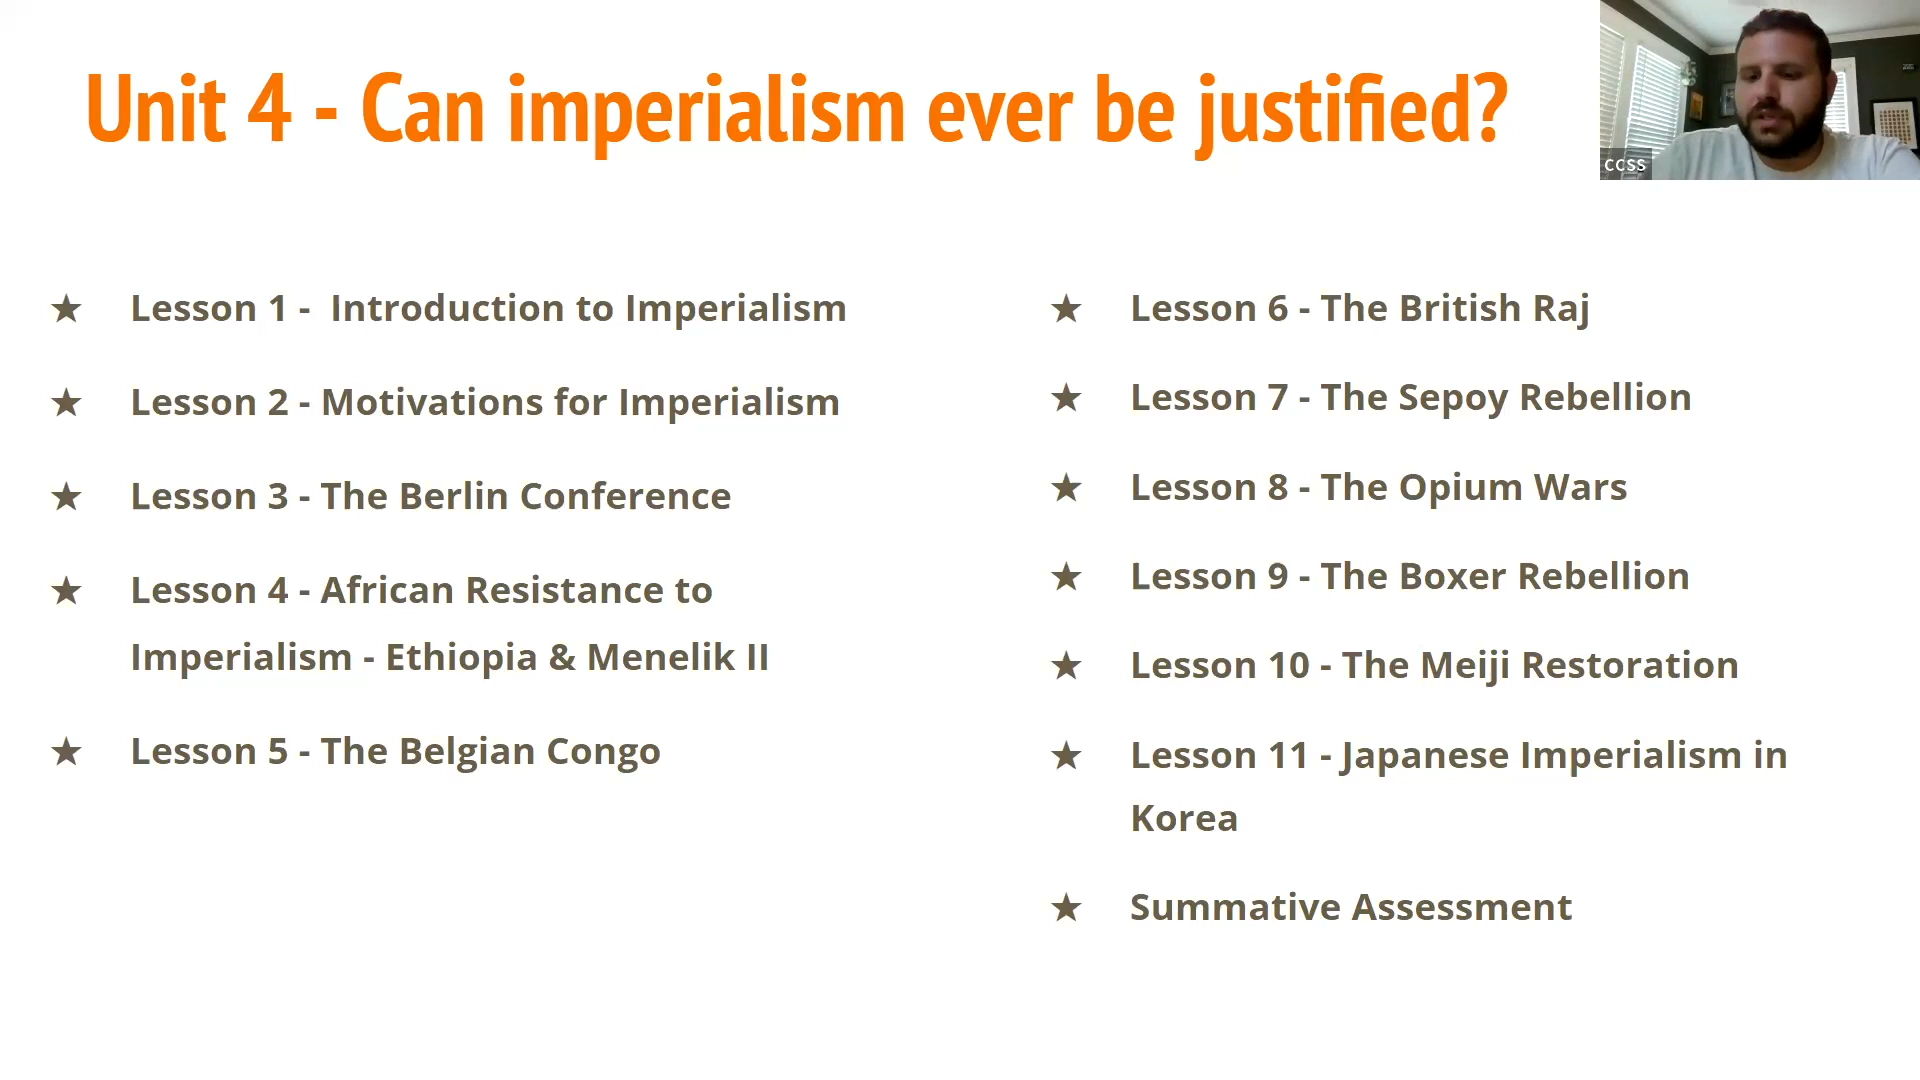 Unit 4 - Can imperialism ever be justified?
CCSS
★ Lesson 1 -  Introduction to Imperialism
★ Lesson 2 - Motivations for Imperialism
★ Lesson 3 - The Berlin Conference
★ Lesson 4 - African Resistance to
Imperialism - Ethiopia & Menelik II
★ Lesson 5 - The Belgian Congo
★ Lesson 6 - The British Raj
★ Lesson 7 - The Sepoy Rebellion
★ Lesson 8 - The Opium Wars
★ Lesson 9 - The Boxer Rebellion
★ Lesson 10 - The Meiji Restoration
★ Lesson 11 - Japanese Imperialism in
Korea
★ Summative Assessment